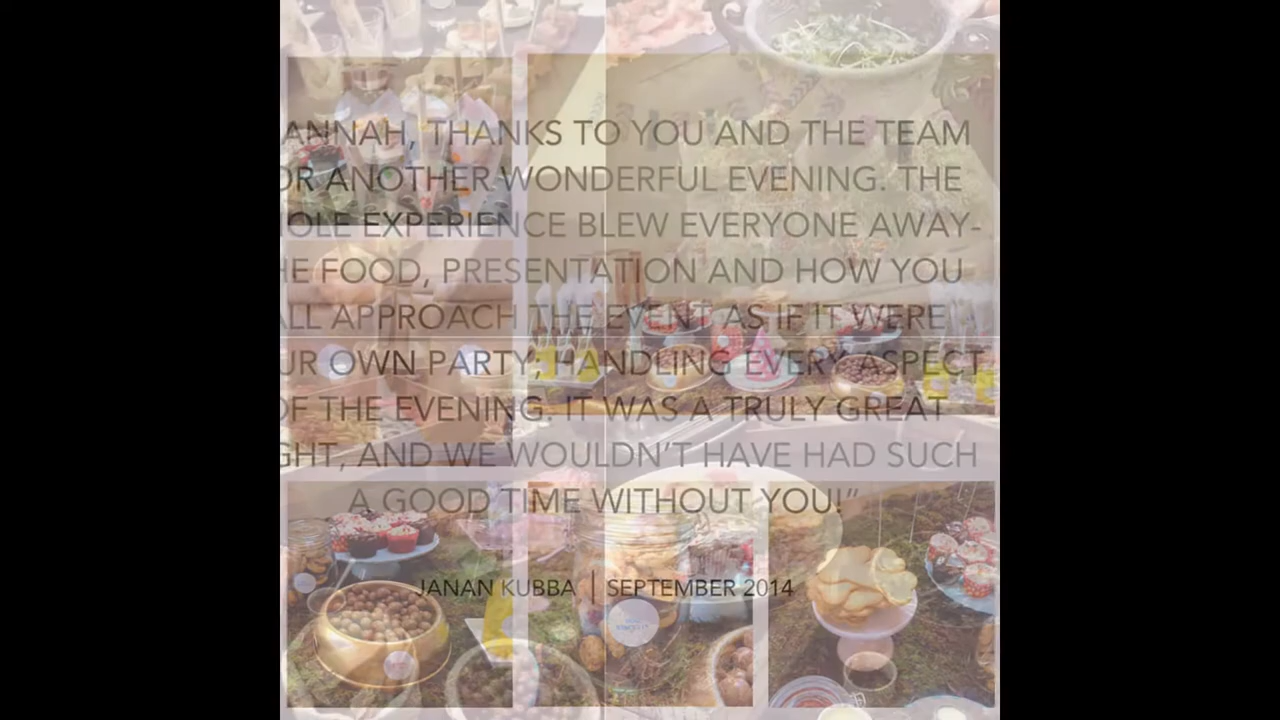 ANNAH, THANKS TO YOU AND THE TEAM
OR ANOTHER WONDERFUL EVENING. THE
OLE EXPERIENCE BLEW EVERYONE AWAY-
HE FOOD, PRESENTATION AND HOW YOU
ALL APPROACH THE EVENT AS IF IT WERE
UR OWN PARTY; HANDLING EVERY ASPECT
OF THE EVENING. IT WAS A TRULY GREAT
GHT, AND WE WOULDN'T HAVE HAD SUCH
A GOOD TIME WITHOUT YOU!”
JANAN KUBBA | SEPTEMBER 2014